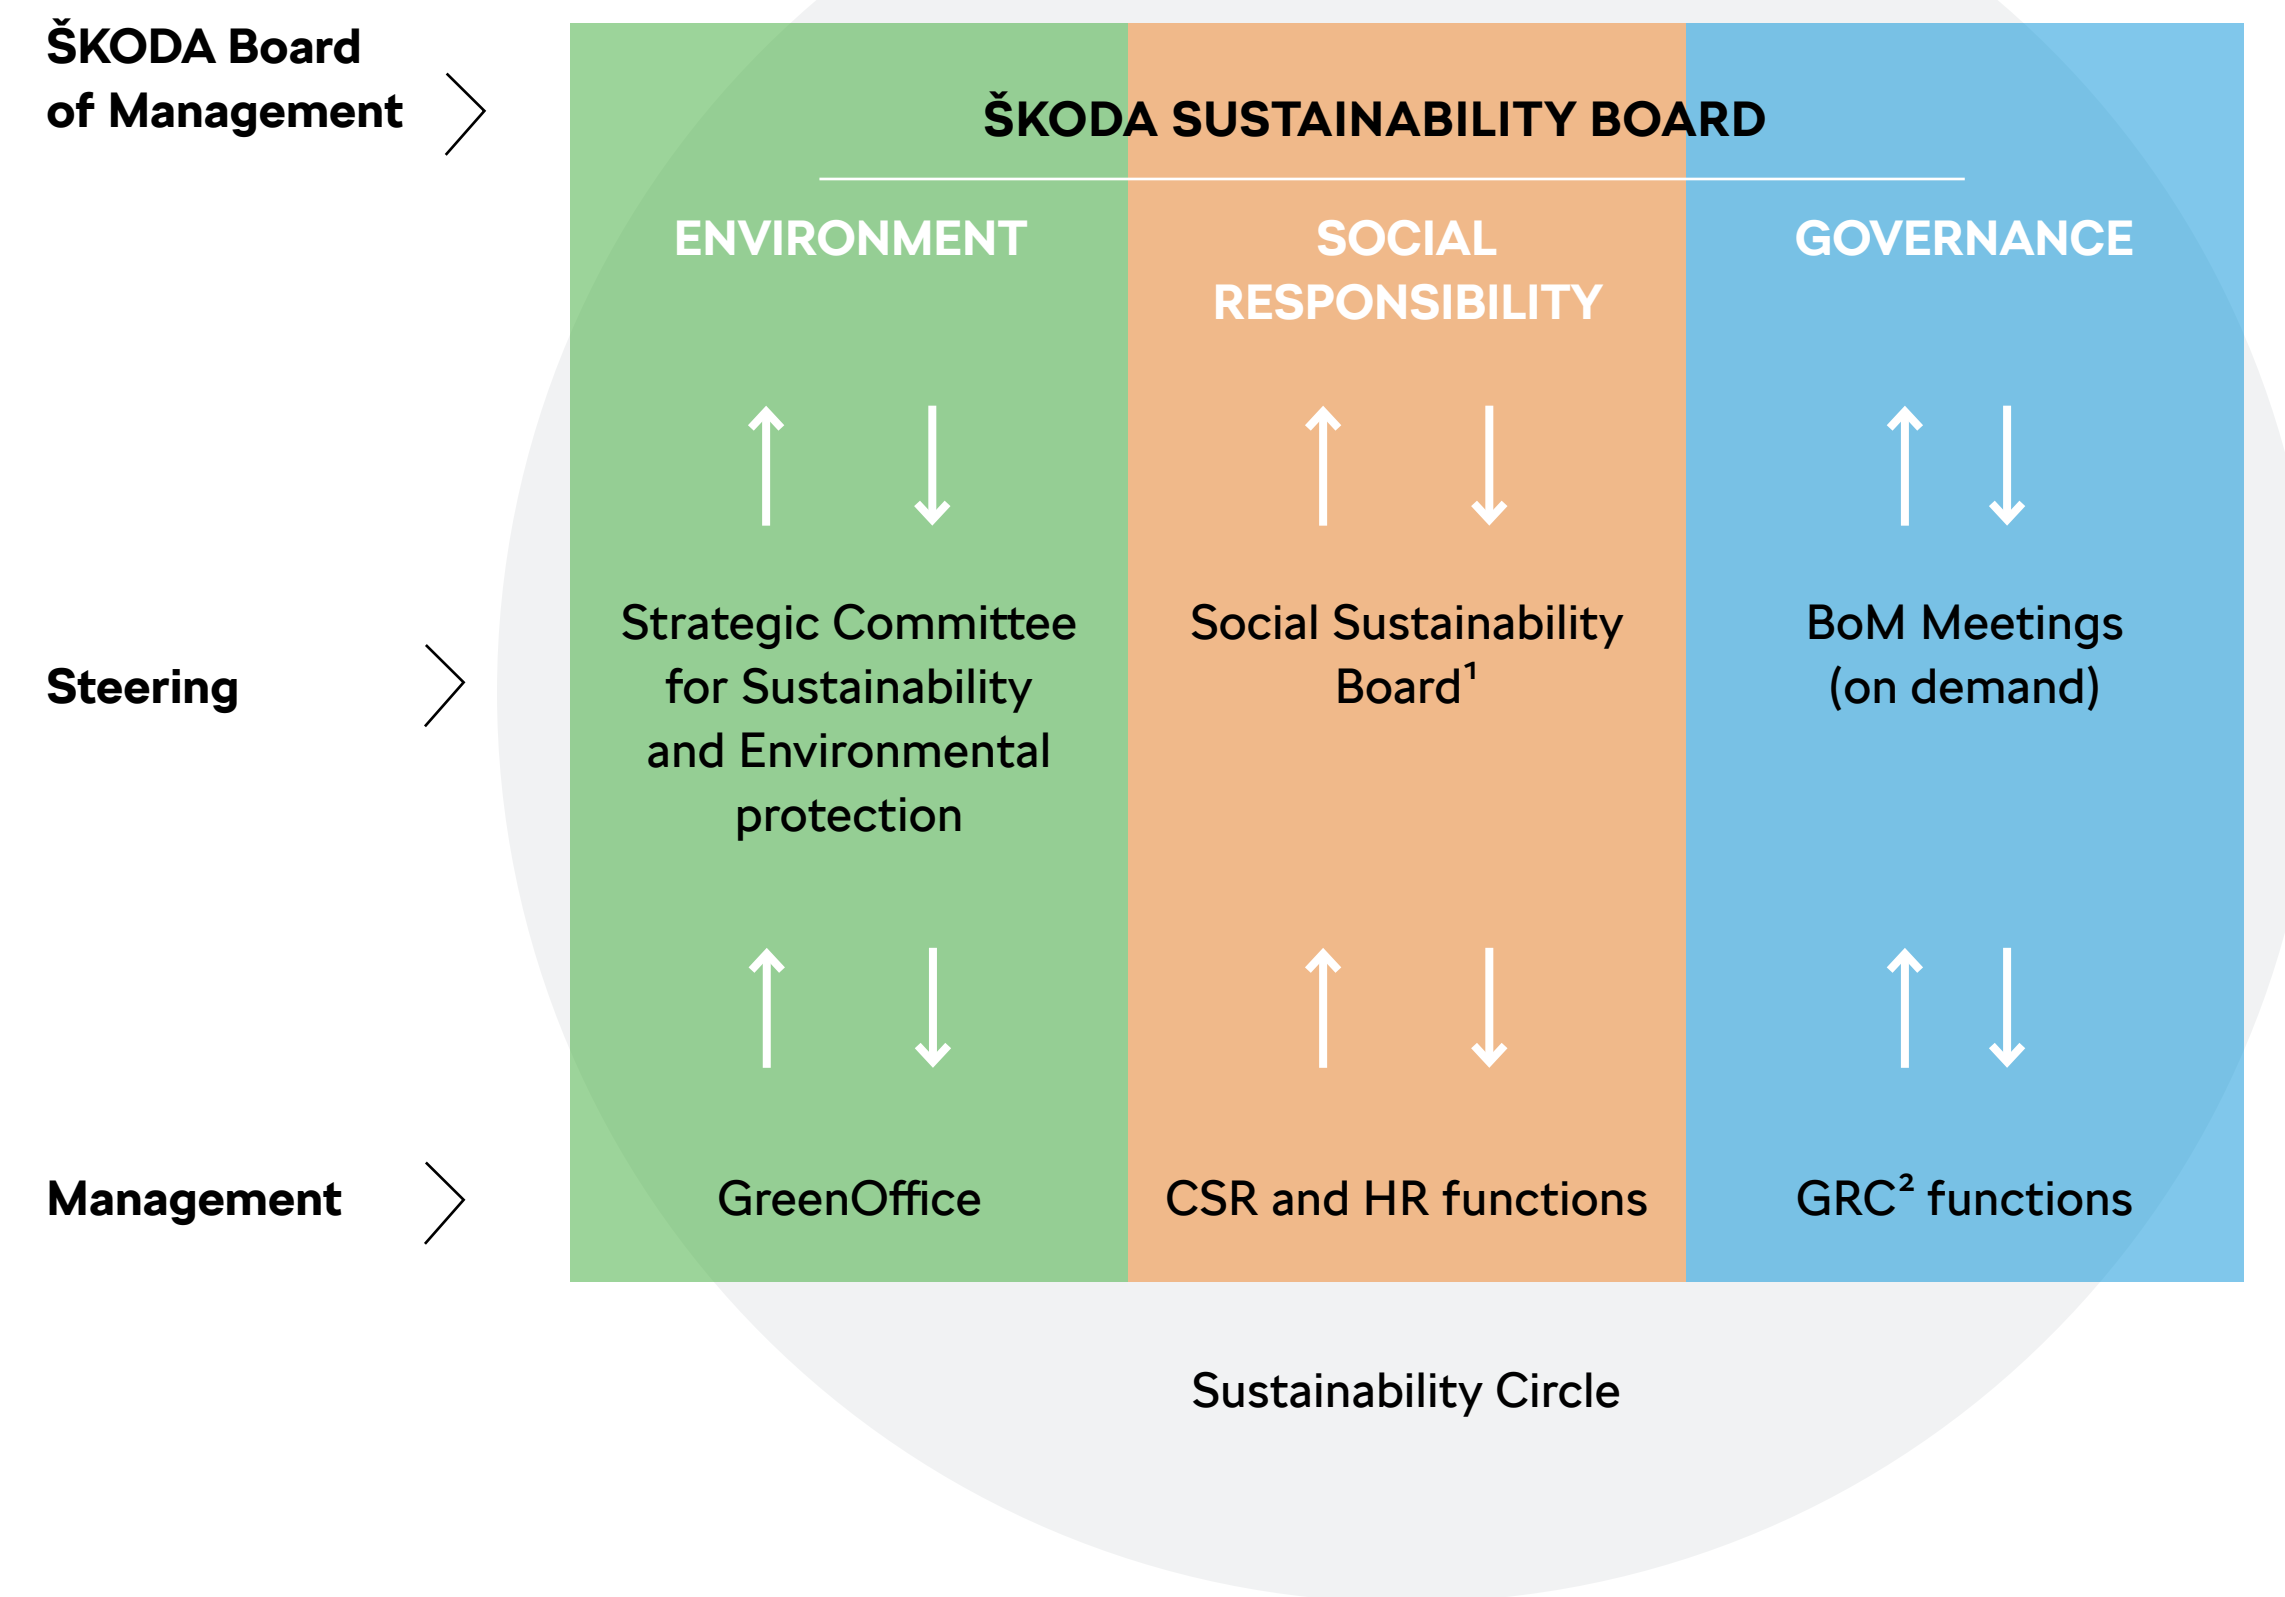 ŠKODA Board
of Management
ŠKODA SUSTAINABILITY BOARD
ENVIRONMENT
SOCIAL
RESPONSIBILITY
GOVERNANCE
Steering
Strategic Committee
for Sustainability
and Environmental
protection
Social Sustainability
Board¹
BoM Meetings
(on demand)
Management
GreenOffice
CSR and HR functions
GRC² functions
Sustainability Circle